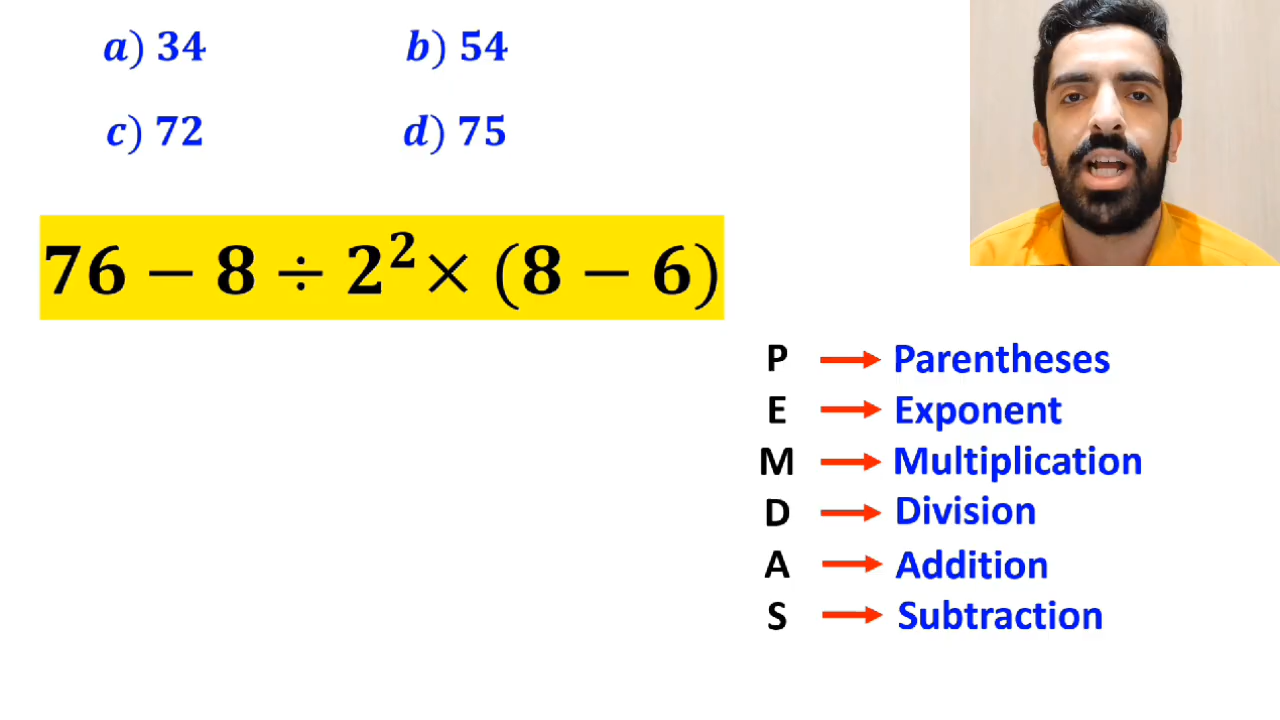 a) 34 b) 54
c) 72 d) 75
76 − 8 ÷ 2² × (8 − 6)
P → Parentheses
E → Exponent
M → Multiplication
D → Division
A → Addition
S → Subtraction